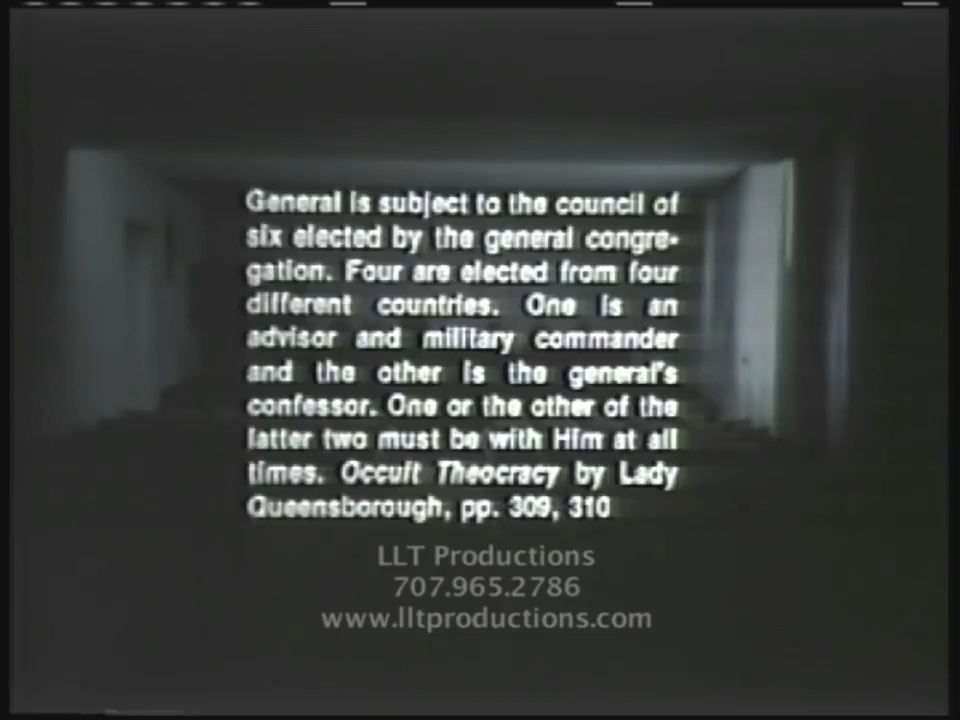 General is subject to the council of
six elected by the general congre-
gation. Four are elected from four
different countries. One is an
advisor and military commander
and the other is the general's
confessor. One or the other of the
latter two must be with Him at all
times. Occult Theocracy by Lady
Queensborough, pp. 309, 310
LLT Productions
707.965.2786
www.lltproductions.com